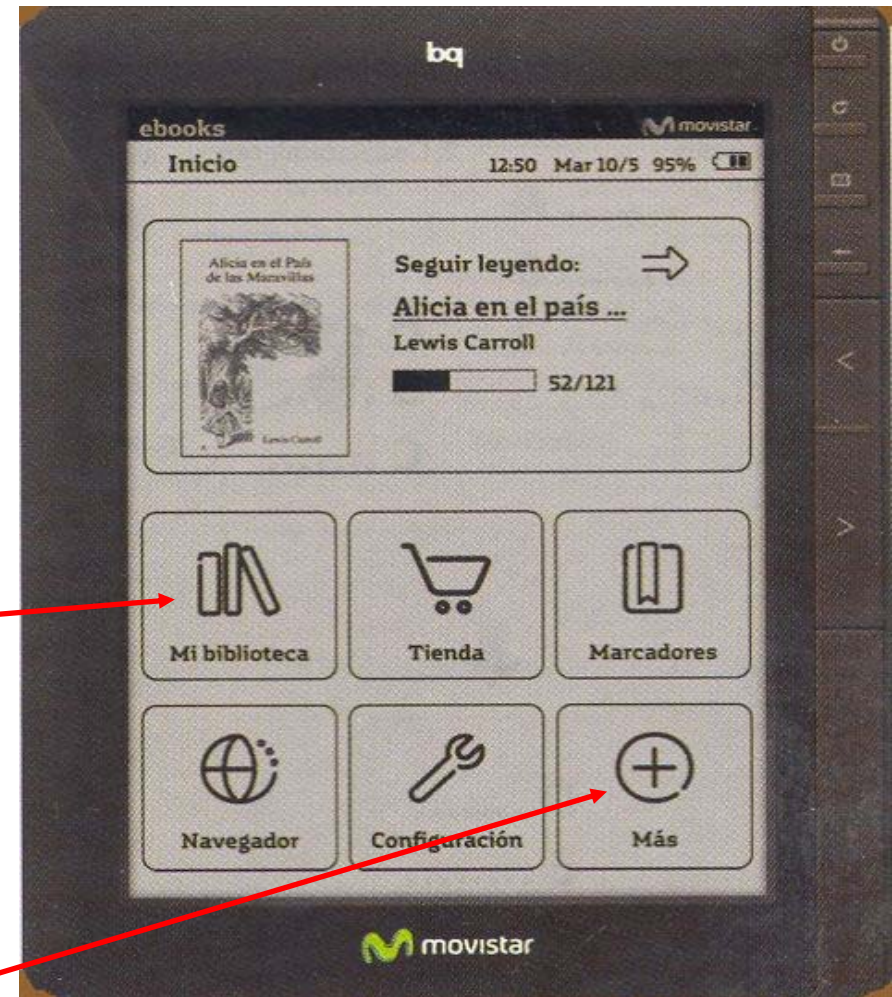 bq
ebooks movistar
Inicio 12:50 Mar 10/5 95%
Alicia en el País
de las Maravillas
Lewis Carroll
Seguir leyendo:
Alicia en el país ...
Lewis Carroll
52/121
Mi biblioteca Tienda Marcadores
Navegador Configuración Más
movistar